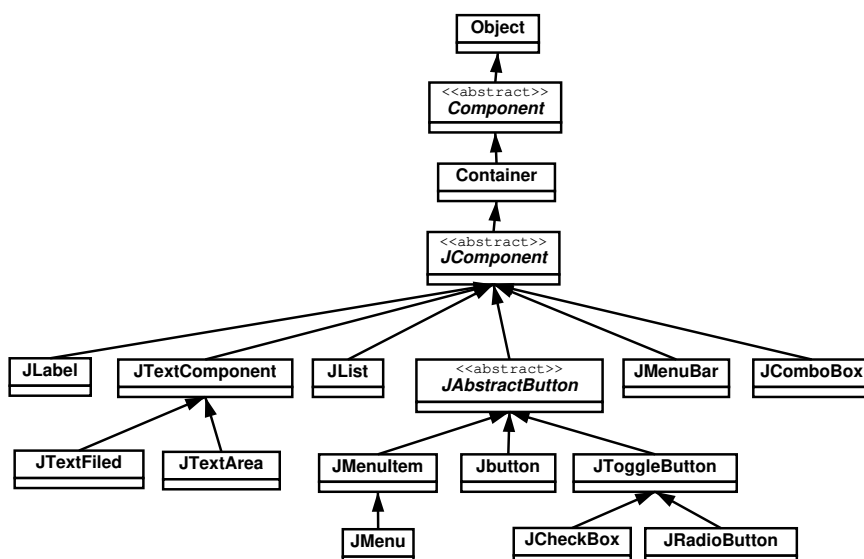 Object
<<abstract>>
Component
Container
<<abstract>>
JComponent
JLabel
JTextComponent
JList
<<abstract>>
JAbstractButton
JMenuBar
JComboBox
JTextFiled
JTextArea
JMenuItem
Jbutton
JToggleButton
JMenu
JCheckBox
JRadioButton